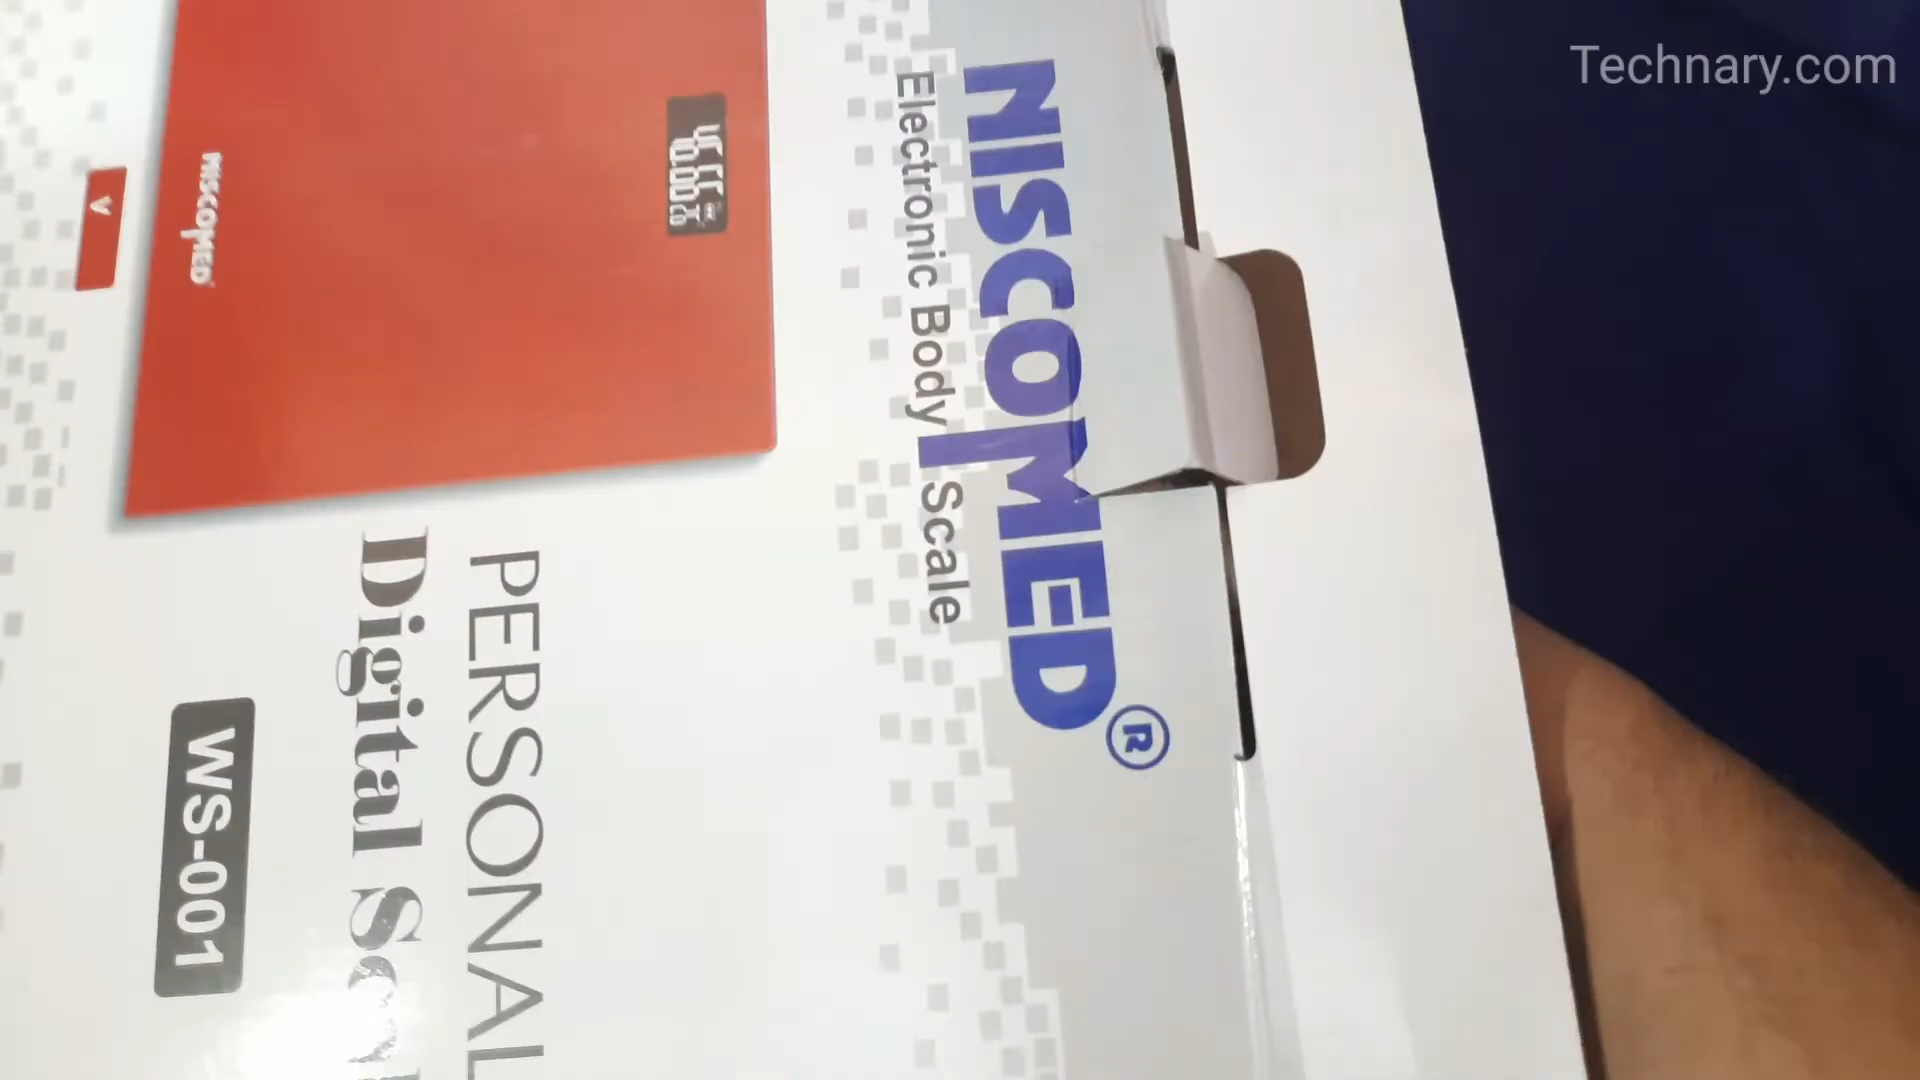 Technary.com
NISCOMED®
Electronic Body Scale
NISCOMED
PERSONAL
Digital
WS-001